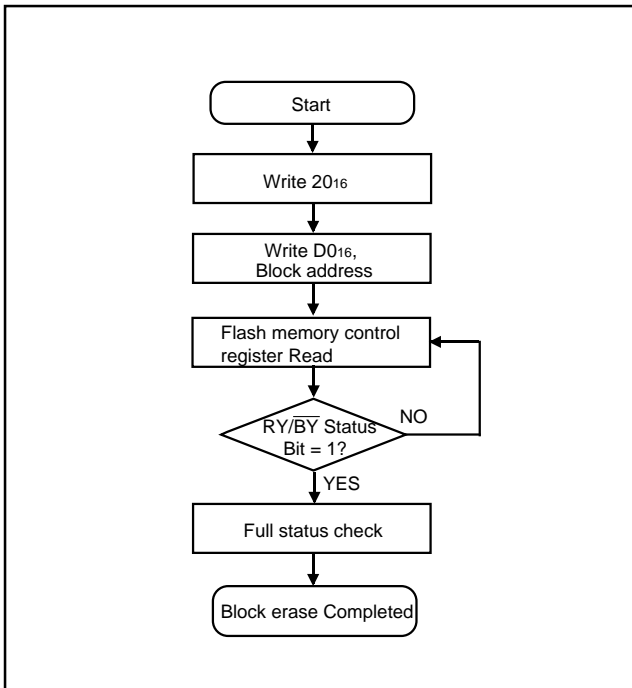 Start
Write 20₁₆
Write D0₁₆,
Block address
Flash memory control
register Read
RY/B̅Y̅ Status
Bit = 1?
NO
YES
Full status check
Block erase Completed